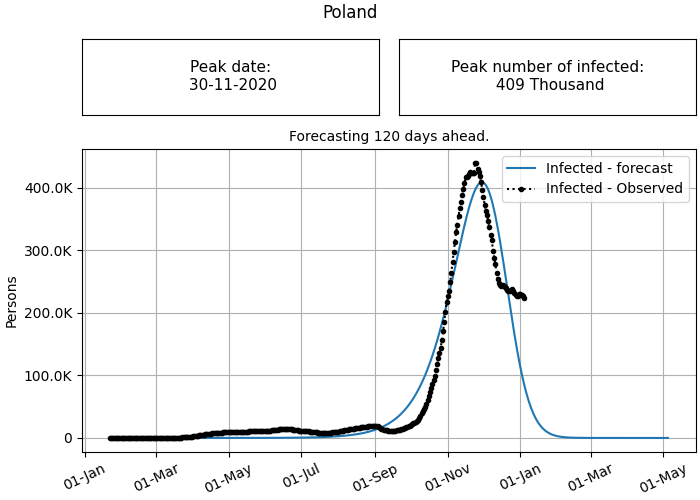 Poland
Peak date:
30-11-2020
Peak number of infected:
409 Thousand
Forecasting 120 days ahead.
Infected - forecast
Infected - Observed
Persons
400.0K
300.0K
200.0K
100.0K
0
01-Jan
01-Mar
01-May
01-Jul
01-Sep
01-Nov
01-Jan
01-Mar
01-May